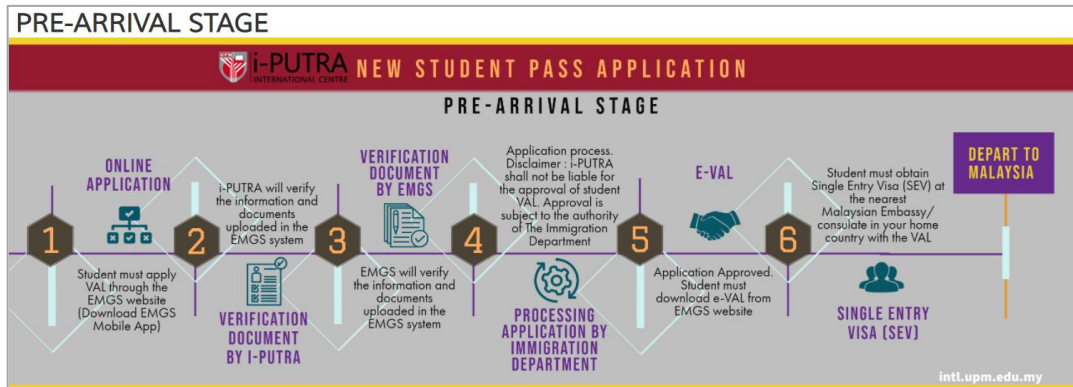 PRE-ARRIVAL STAGE
i-PUTRA
INTERNATIONAL CENTRE
NEW STUDENT PASS APPLICATION
PRE-ARRIVAL STAGE
1
ONLINE
APPLICATION
Student must apply
VAL through the
EMGS website
(Download EMGS
Mobile App)
2
i-PUTRA will verify
the information and
documents
uploaded in the
EMGS system
VERIFICATION
DOCUMENT
BY I-PUTRA
3
VERIFICATION
DOCUMENT
BY EMGS
EMGS will verify
the information and
documents
uploaded in the
EMGS system
4
Application process.
Disclaimer : i-PUTRA
shall not be liable for
the approval of student
VAL. Approval is
subject to the authority
of The Immigration
Department
PROCESSING
APPLICATION BY
IMMIGRATION
DEPARTMENT
5
E-VAL
Application Approved.
Student must
download e-VAL from
EMGS website
6
Student must obtain
Single Entry Visa (SEV) at
the nearest
Malaysian Embassy/
consulate in your home
country with the VAL
SINGLE ENTRY
VISA (SEV)
DEPART TO
MALAYSIA
intl.upm.edu.my